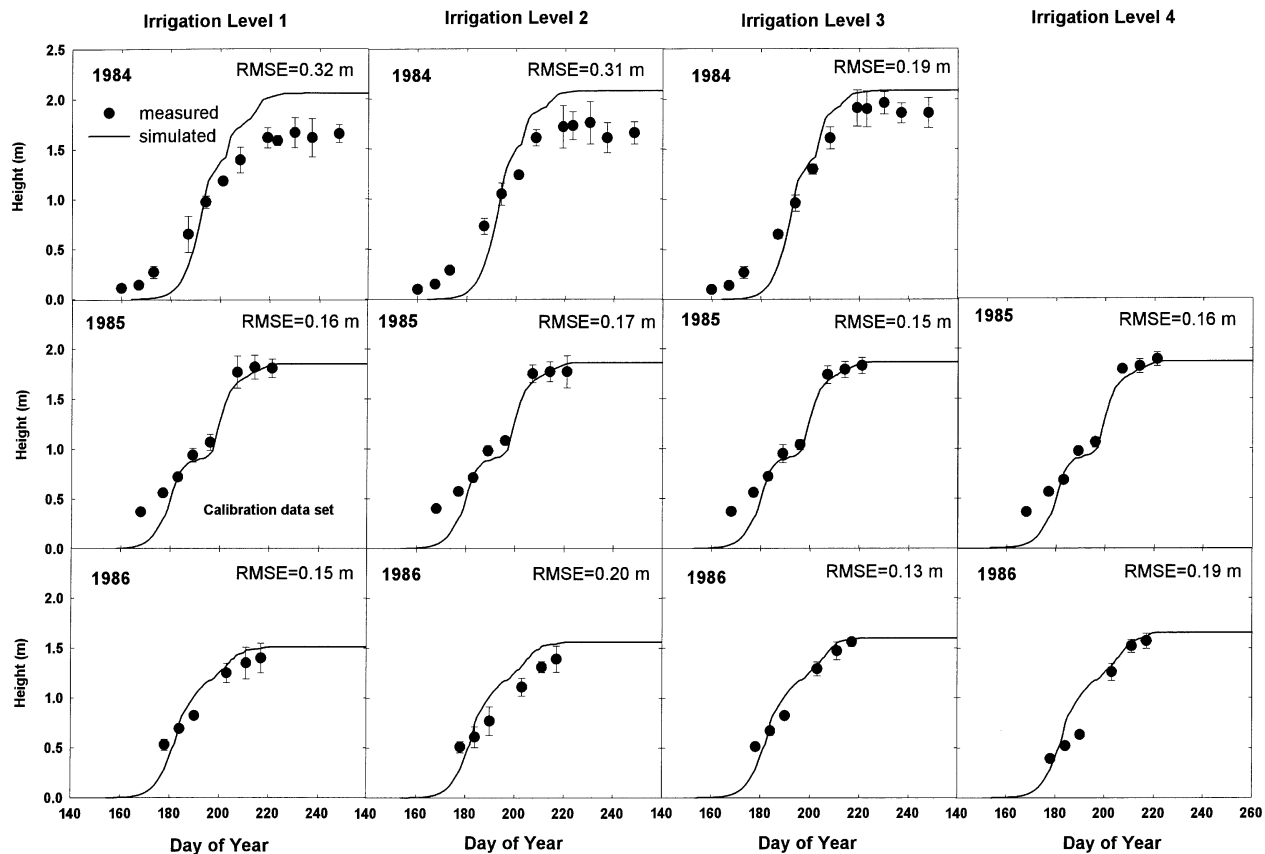 Irrigation Level 1
Irrigation Level 2
Irrigation Level 3
Irrigation Level 4
2.5
2.0
1.5
1.0
0.5
0.0
Height (m)
1984
RMSE=0.32 m
measured
simulated
1984
RMSE=0.31 m
1984
RMSE=0.19 m
2.0
1.5
1.0
0.5
0.0
Height (m)
1985
RMSE=0.16 m
Calibration data set
1985
RMSE=0.17 m
1985
RMSE=0.15 m
1985
RMSE=0.16 m
2.0
1.5
1.0
0.5
0.0
Height (m)
1986
RMSE=0.15 m
1986
RMSE=0.20 m
1986
RMSE=0.13 m
1986
RMSE=0.19 m
140 160 180 200 220 240 140 160 180 200 220 240 140 160 180 200 220 240 140 160 180 200 220 240 260
Day of Year
Day of Year
Day of Year
Day of Year